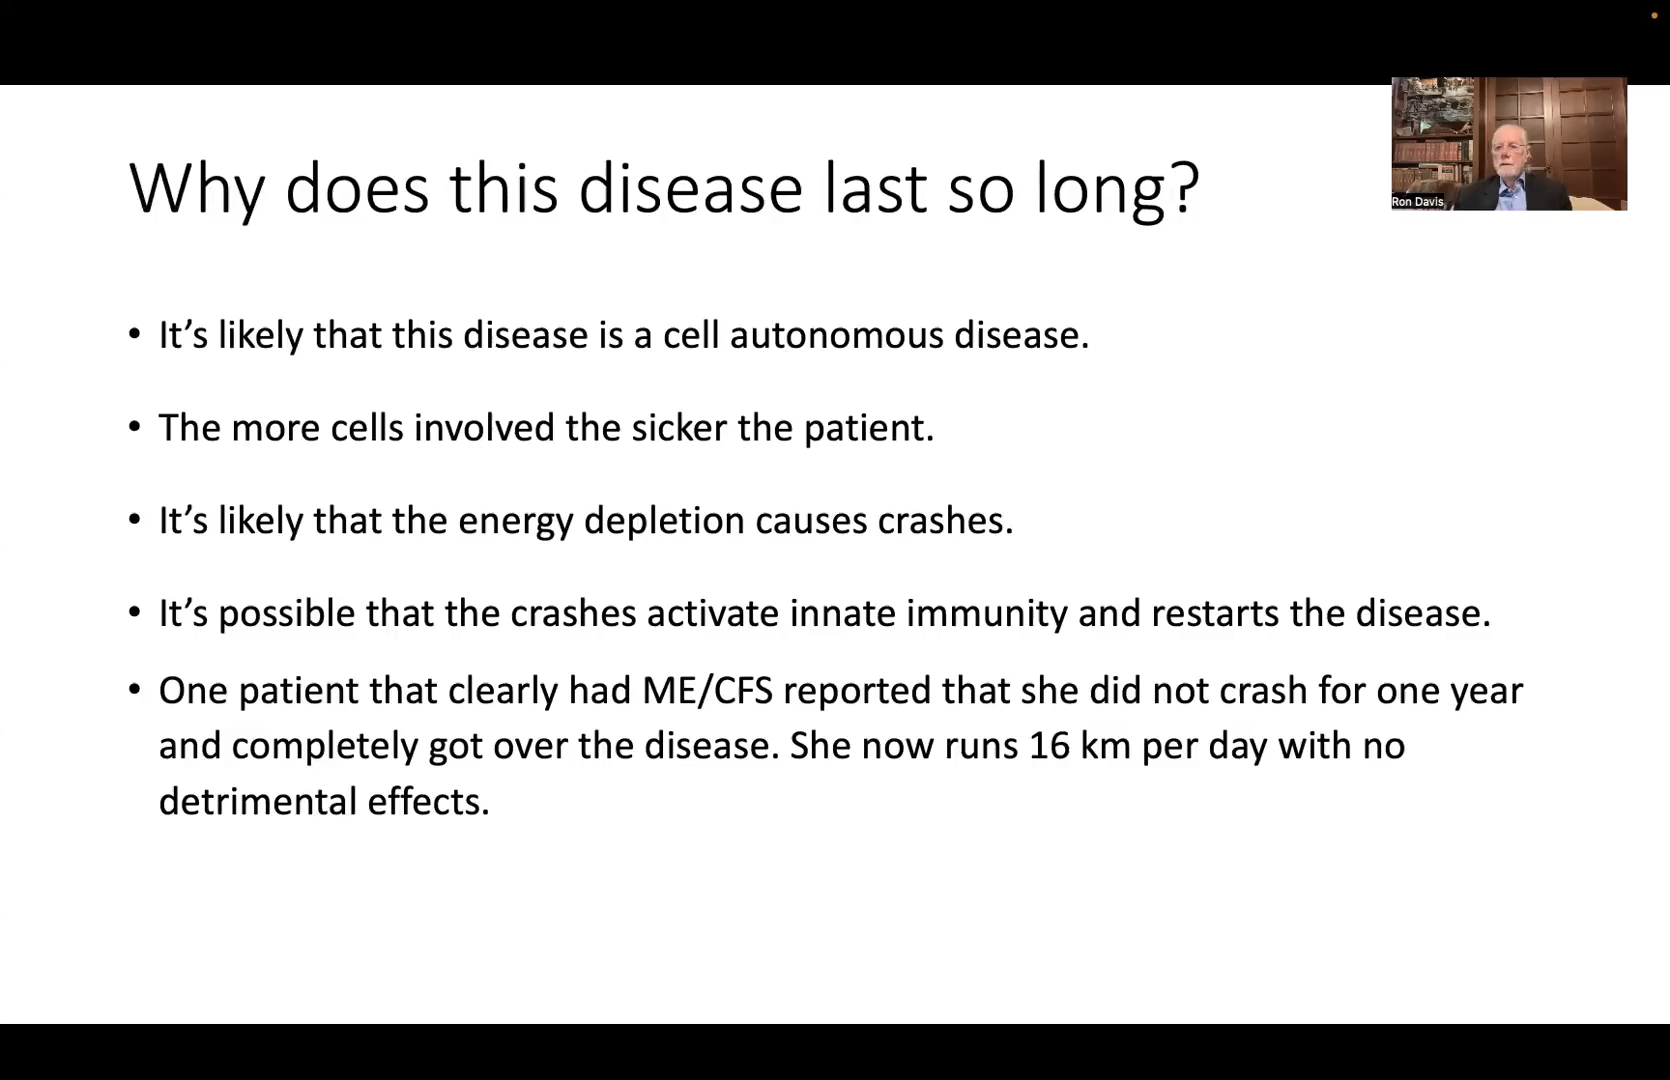 Why does this disease last so long?
Ron Davis
• It’s likely that this disease is a cell autonomous disease.
• The more cells involved the sicker the patient.
• It’s likely that the energy depletion causes crashes.
• It’s possible that the crashes activate innate immunity and restarts the disease.
• One patient that clearly had ME/CFS reported that she did not crash for one year
and completely got over the disease. She now runs 16 km per day with no
detrimental effects.